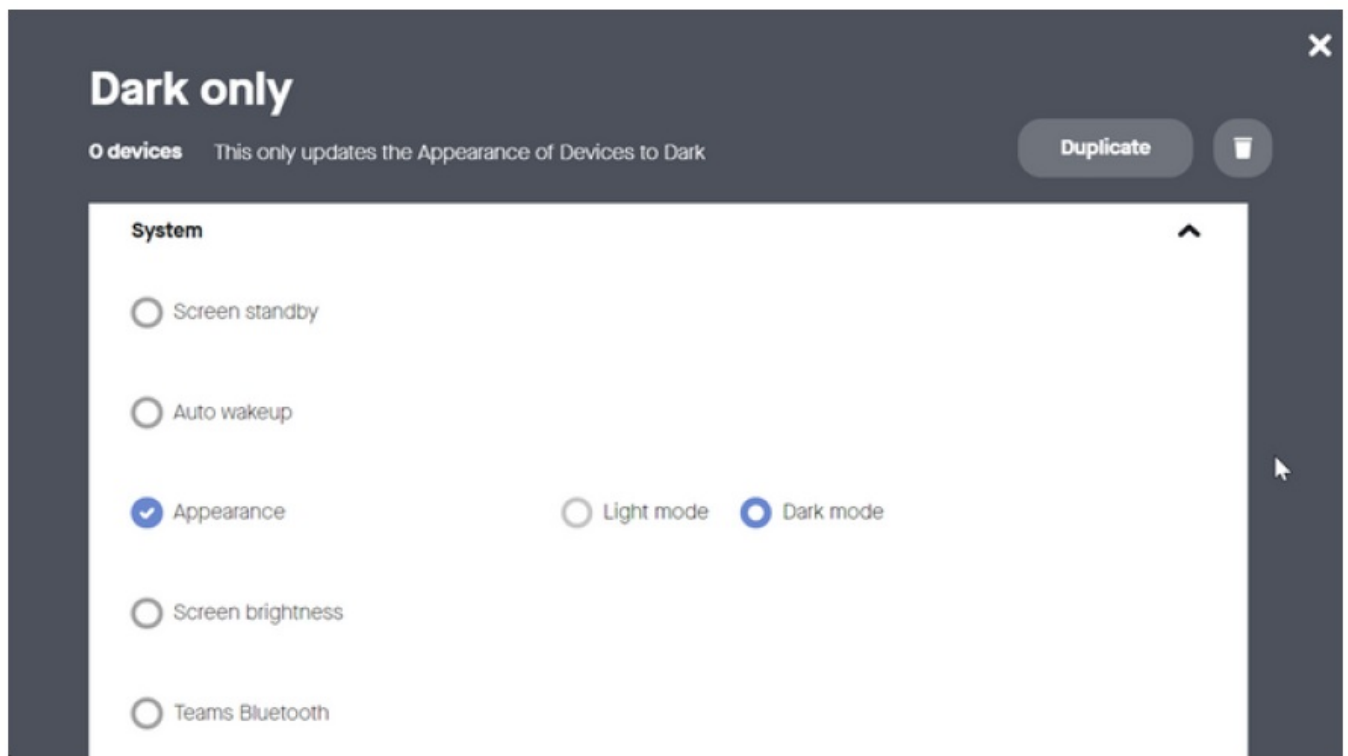 Dark only
0 devices This only updates the Appearance of Devices to Dark
Duplicate
System
Screen standby
Auto wakeup
Appearance Light mode Dark mode
Screen brightness
Teams Bluetooth